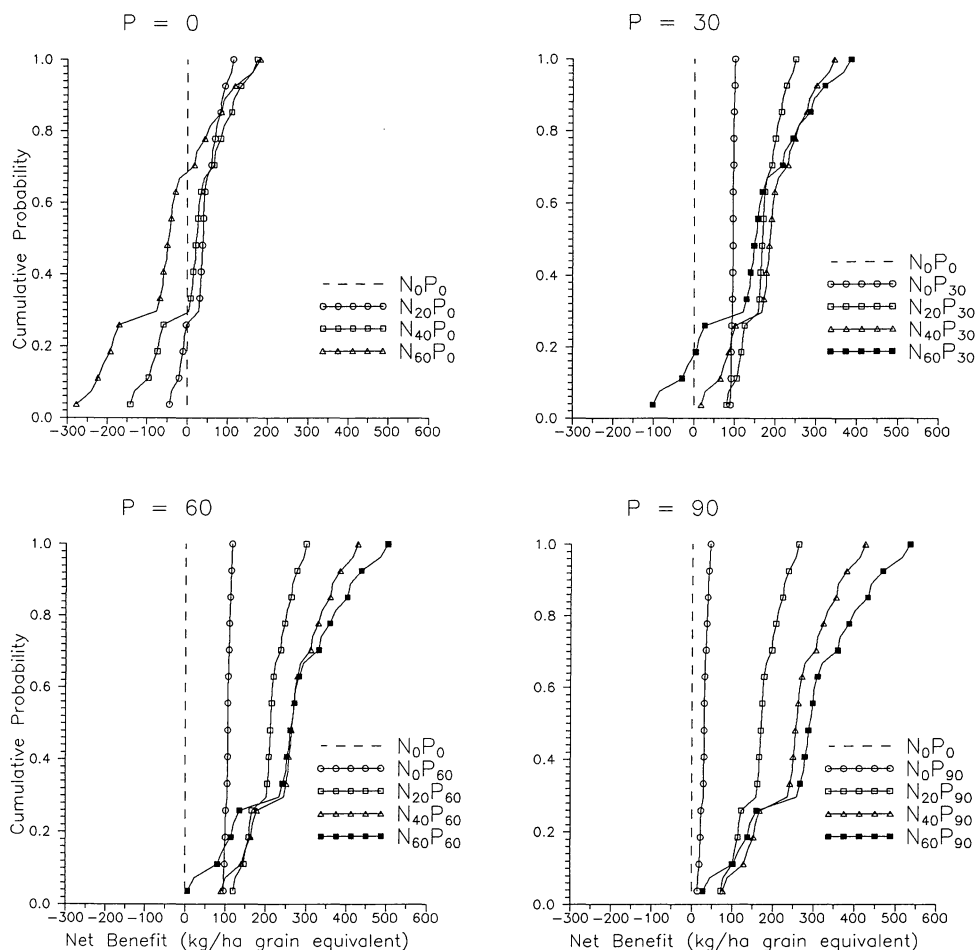 P = 0
1.0
0.8
0.6
0.4
0.2
0.0
Cumulative Probability
N₀P₀
N₂₀P₀
N₄₀P₀
N₆₀P₀
−300−200−100 0 100 200 300 400 500 600
P = 30
1.0
0.8
0.6
0.4
0.2
0.0
N₀P₀
N₀P₃₀
N₂₀P₃₀
N₄₀P₃₀
N₆₀P₃₀
−300−200−100 0 100 200 300 400 500 600
P = 60
1.0
0.8
0.6
0.4
0.2
0.0
Cumulative Probability
N₀P₀
N₀P₆₀
N₂₀P₆₀
N₄₀P₆₀
N₆₀P₆₀
−300−200−100 0 100 200 300 400 500 600
Net Benefit (kg/ha grain equivalent)
P = 90
1.0
0.8
0.6
0.4
0.2
0.0
N₀P₀
N₀P₉₀
N₂₀P₉₀
N₄₀P₉₀
N₆₀P₉₀
−300−200−100 0 100 200 300 400 500 600
Net Benefit (kg/ha grain equivalent)